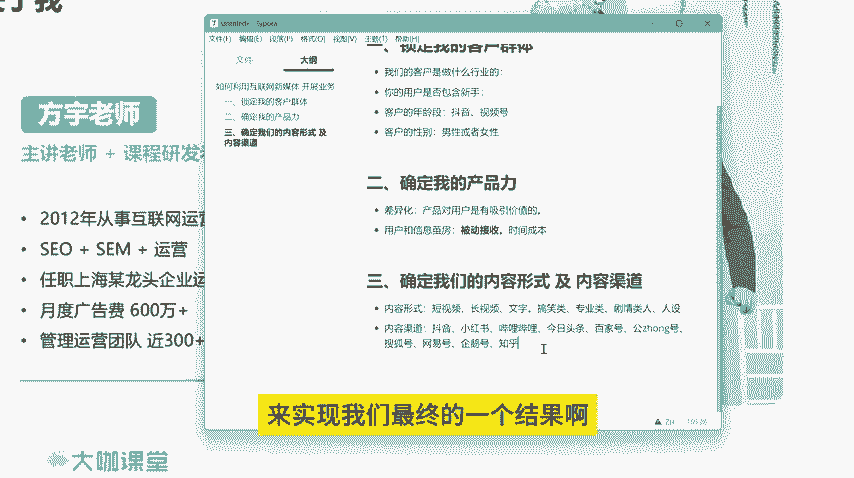 了我
方宇老师
主讲老师 + 课程研发
2012年从事互联网运营
SEO + SEM + 运营
任职上海某龙头企业运
月度广告费 600万+
管理运营团队 近300+
大咖课堂
文件(F) 编辑(E) 段落(P) 格式(O) 视图(V) 主题(T) 帮助(H)
文件 大纲
如何利用互联网新媒体 开展业务
一、锁定我的客户群体
二、确定我的产品力
三、确定我们的内容形式 及
内容渠道
一、锁定我的客户群体
我们的客户是做什么行业的:
你的用户是否包含新手:
客户的年龄段:抖音、视频号
客户的性别:男性或者女性
二、确定我的产品力
差异化:产品对用户是有吸引价值的。
用户和信息茧房:被动接收,时间成本
三、确定我们的内容形式 及 内容渠道
内容形式:短视频、长视频、文字,搞笑类、专业类、剧情类人、人设
内容渠道:抖音、小红书、哔哩哔哩、今日头条、百家号、公zhong号、
搜狐号、网易号、企鹅号、知乎
来实现我们最终的一个结果啊